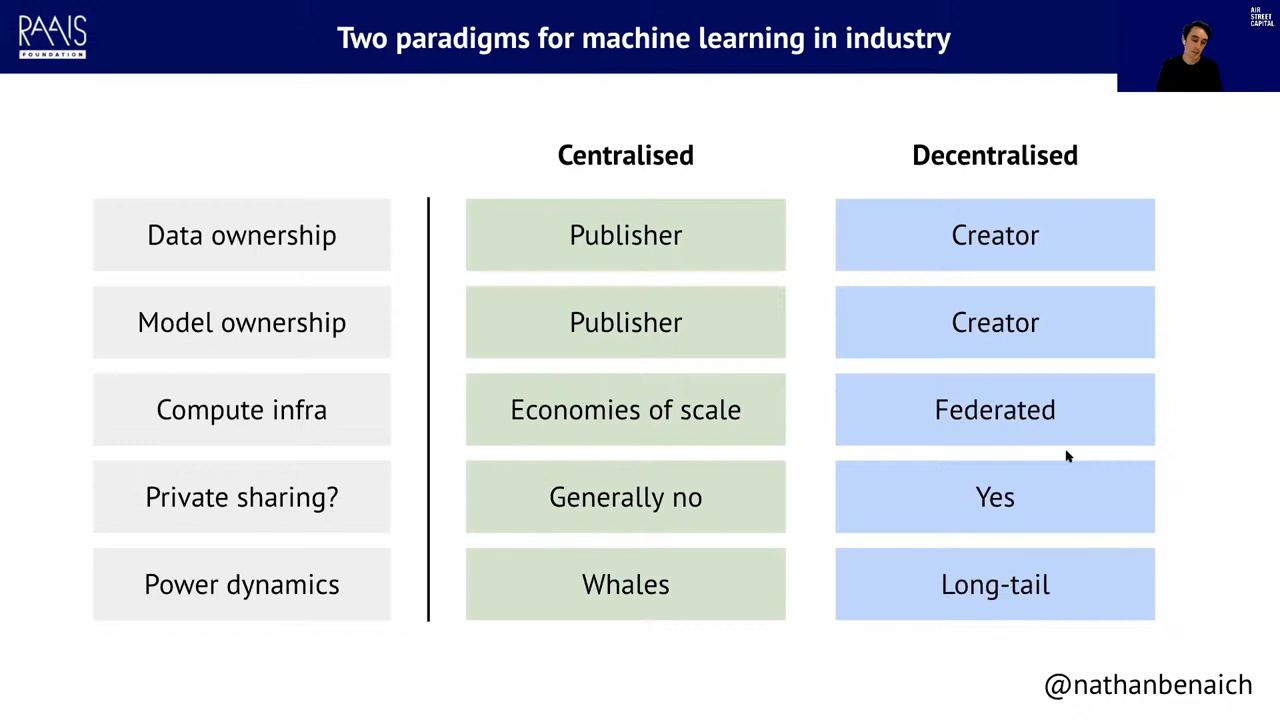 RAAIS
FOUNDATION
Two paradigms for machine learning in industry
AIR
STREET
CAPITAL
Centralised Decentralised
Data ownership Publisher Creator
Model ownership Publisher Creator
Compute infra Economies of scale Federated
Private sharing? Generally no Yes
Power dynamics Whales Long-tail
@nathanbenaich